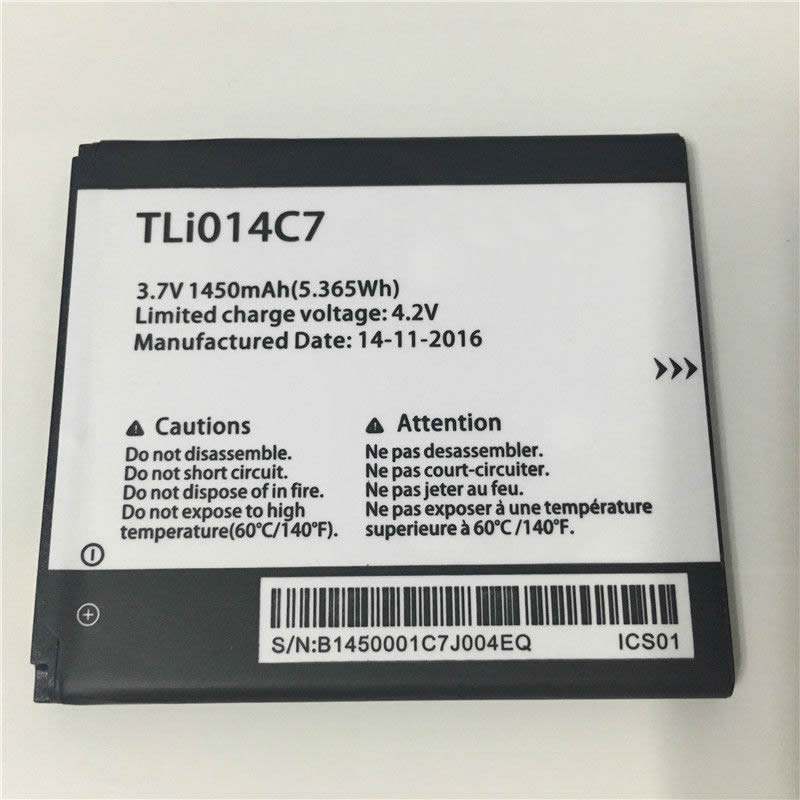 TLi014C7
3.7V 1450mAh(5.365Wh)
Limited charge voltage: 4.2V
Manufactured Date: 14-11-2016
Cautions
Do not disassemble.
Do not short circuit.
Do not dispose of in fire.
Do not expose to high
temperature(60°C/140°F).
Attention
Ne pas desassembler.
Ne pas court-circuiter.
Ne pas jeter au feu.
Ne pas exposer à une température
superieure à 60°C /140°F.
S/N:B1450001C7J004EQ ICS01